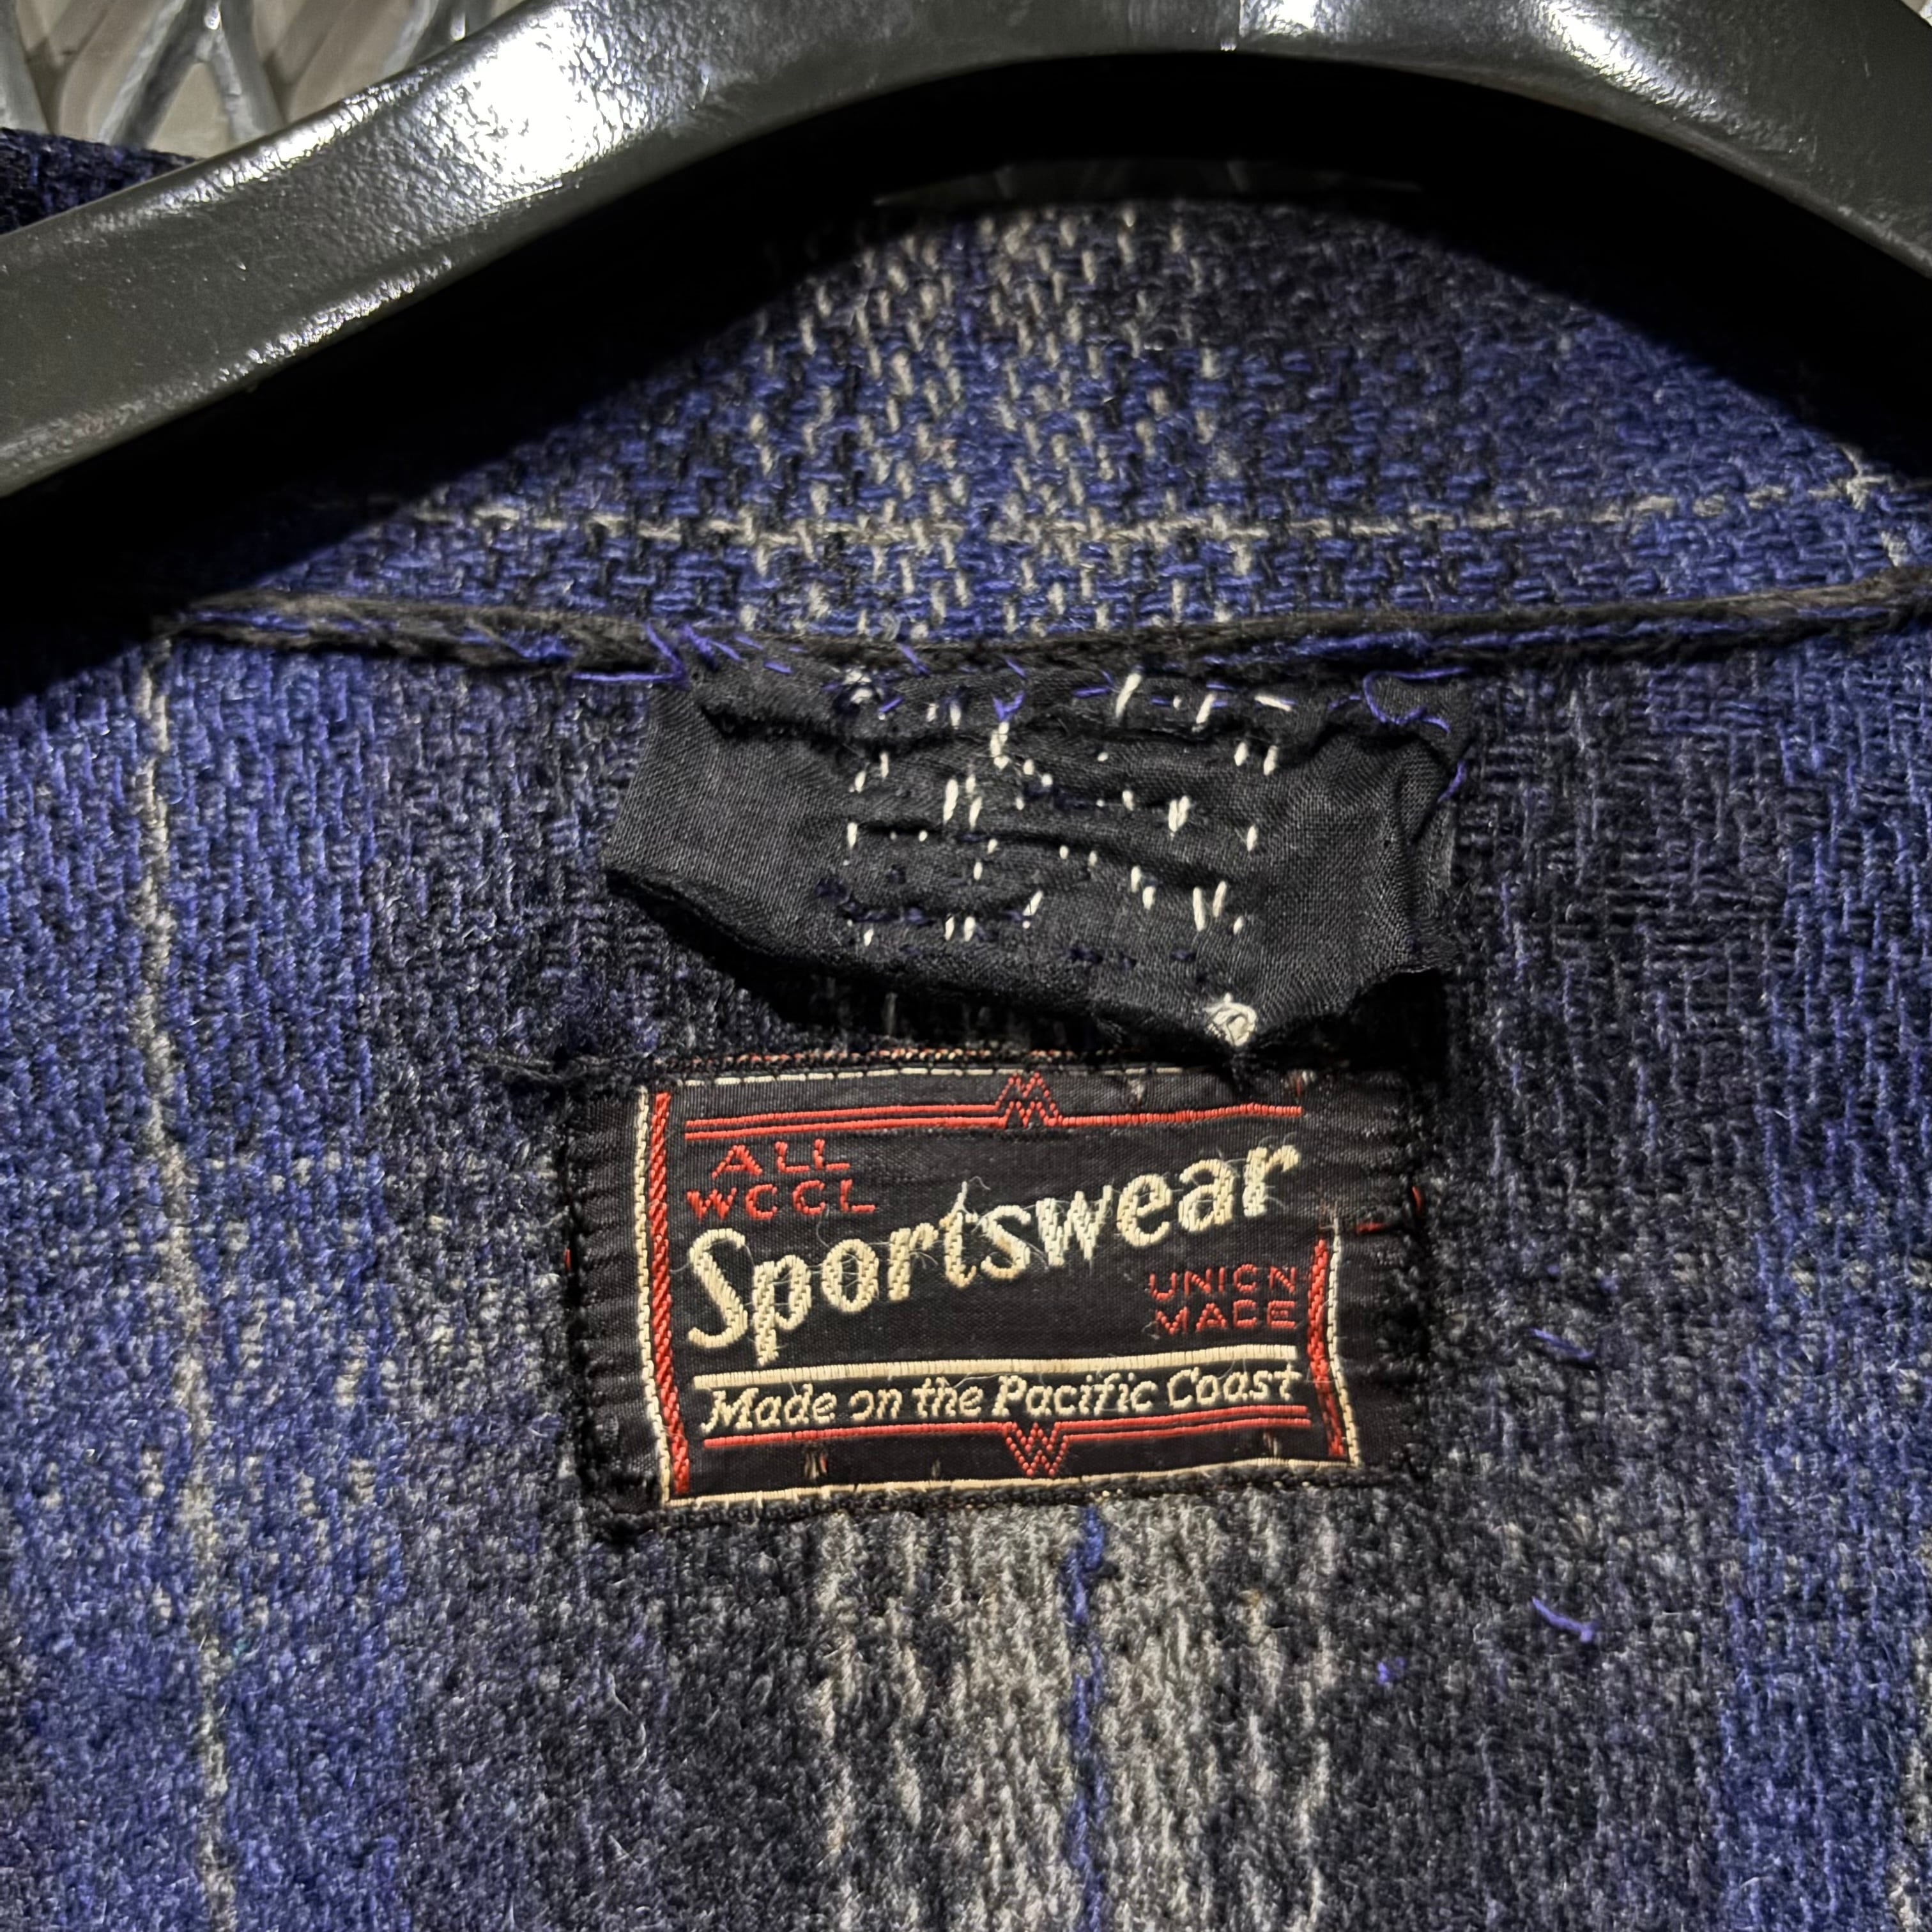 ALL
WOOL
Sportswear
UNION
MADE
Made on the Pacific Coast